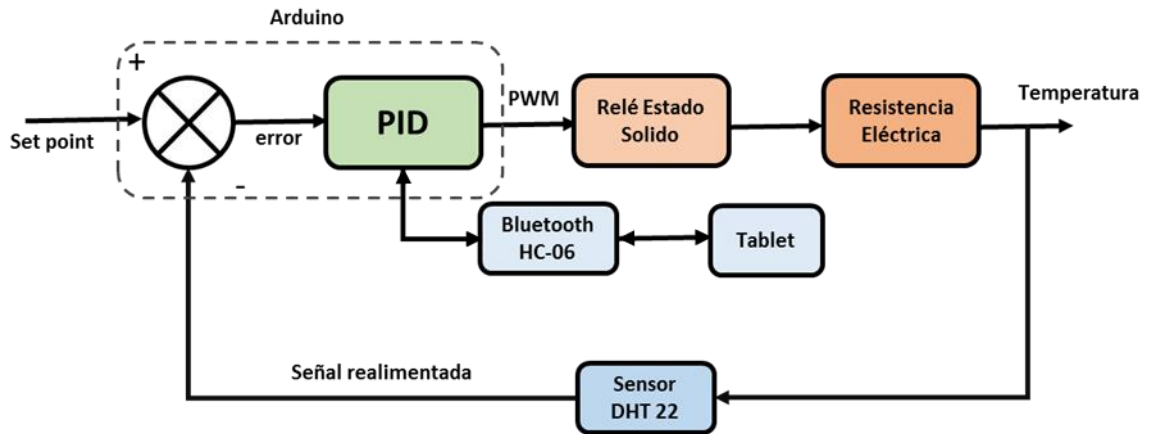 Arduino
+
Set point
error
-
PID
PWM
Relé Estado
Solido
Resistencia
Eléctrica
Temperatura
Bluetooth
HC-06
Tablet
Señal realimentada
Sensor
DHT 22